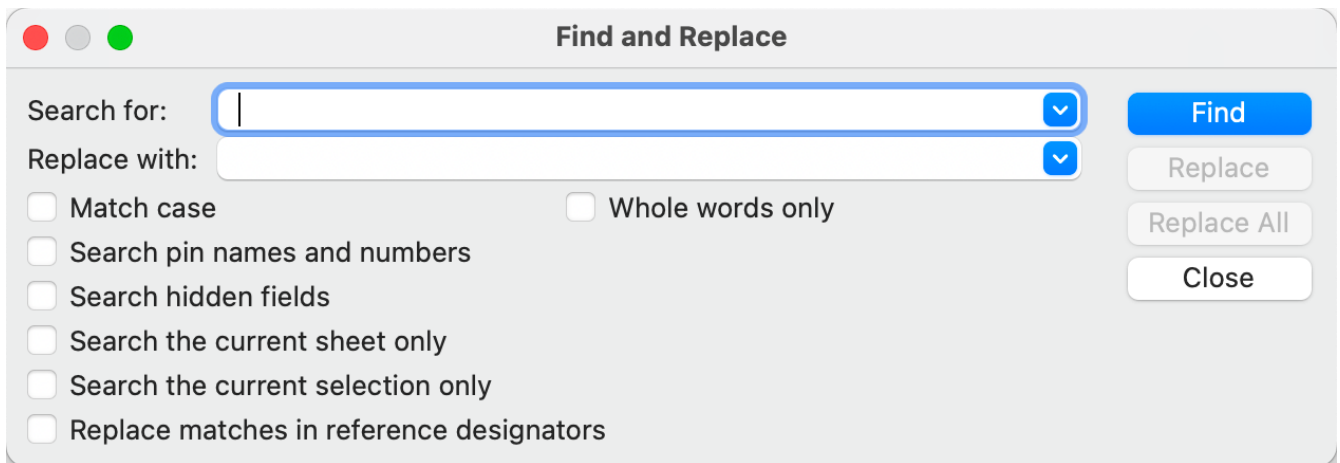 Find and Replace
Search for:
Find
Replace with:
Replace
Match case
Whole words only
Replace All
Search pin names and numbers
Search hidden fields
Close
Search the current sheet only
Search the current selection only
Replace matches in reference designators